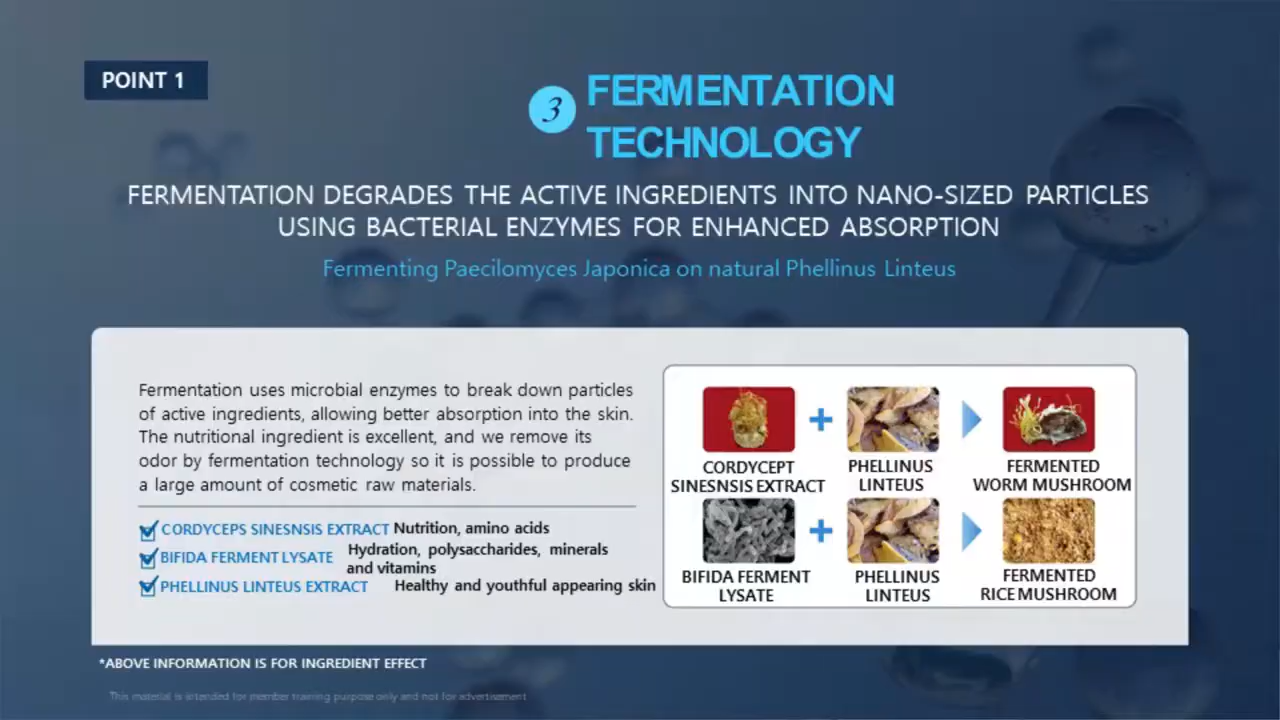 POINT 1
3 FERMENTATION
TECHNOLOGY
FERMENTATION DEGRADES THE ACTIVE INGREDIENTS INTO NANO-SIZED PARTICLES
USING BACTERIAL ENZYMES FOR ENHANCED ABSORPTION
Fermenting Paecilomyces Japonica on natural Phellinus Linteus
Fermentation uses microbial enzymes to break down particles
of active ingredients, allowing better absorption into the skin.
The nutritional ingredient is excellent, and we remove its
odor by fermentation technology so it is possible to produce
a large amount of cosmetic raw materials.
CORDYCEPS SINESNSIS EXTRACT Nutrition, amino acids
BIFIDA FERMENT LYSATE Hydration, polysaccharides, minerals
and vitamins
PHELLINUS LINTEUS EXTRACT Healthy and youthful appearing skin
CORDYCEPT
SINESNSIS EXTRACT
PHELLINUS
LINTEUS
FERMENTED
WORM MUSHROOM
BIFIDA FERMENT
LYSATE
PHELLINUS
LINTEUS
FERMENTED
RICE MUSHROOM
*ABOVE INFORMATION IS FOR INGREDIENT EFFECT
This material is intended for member training purpose only and not for advertisement